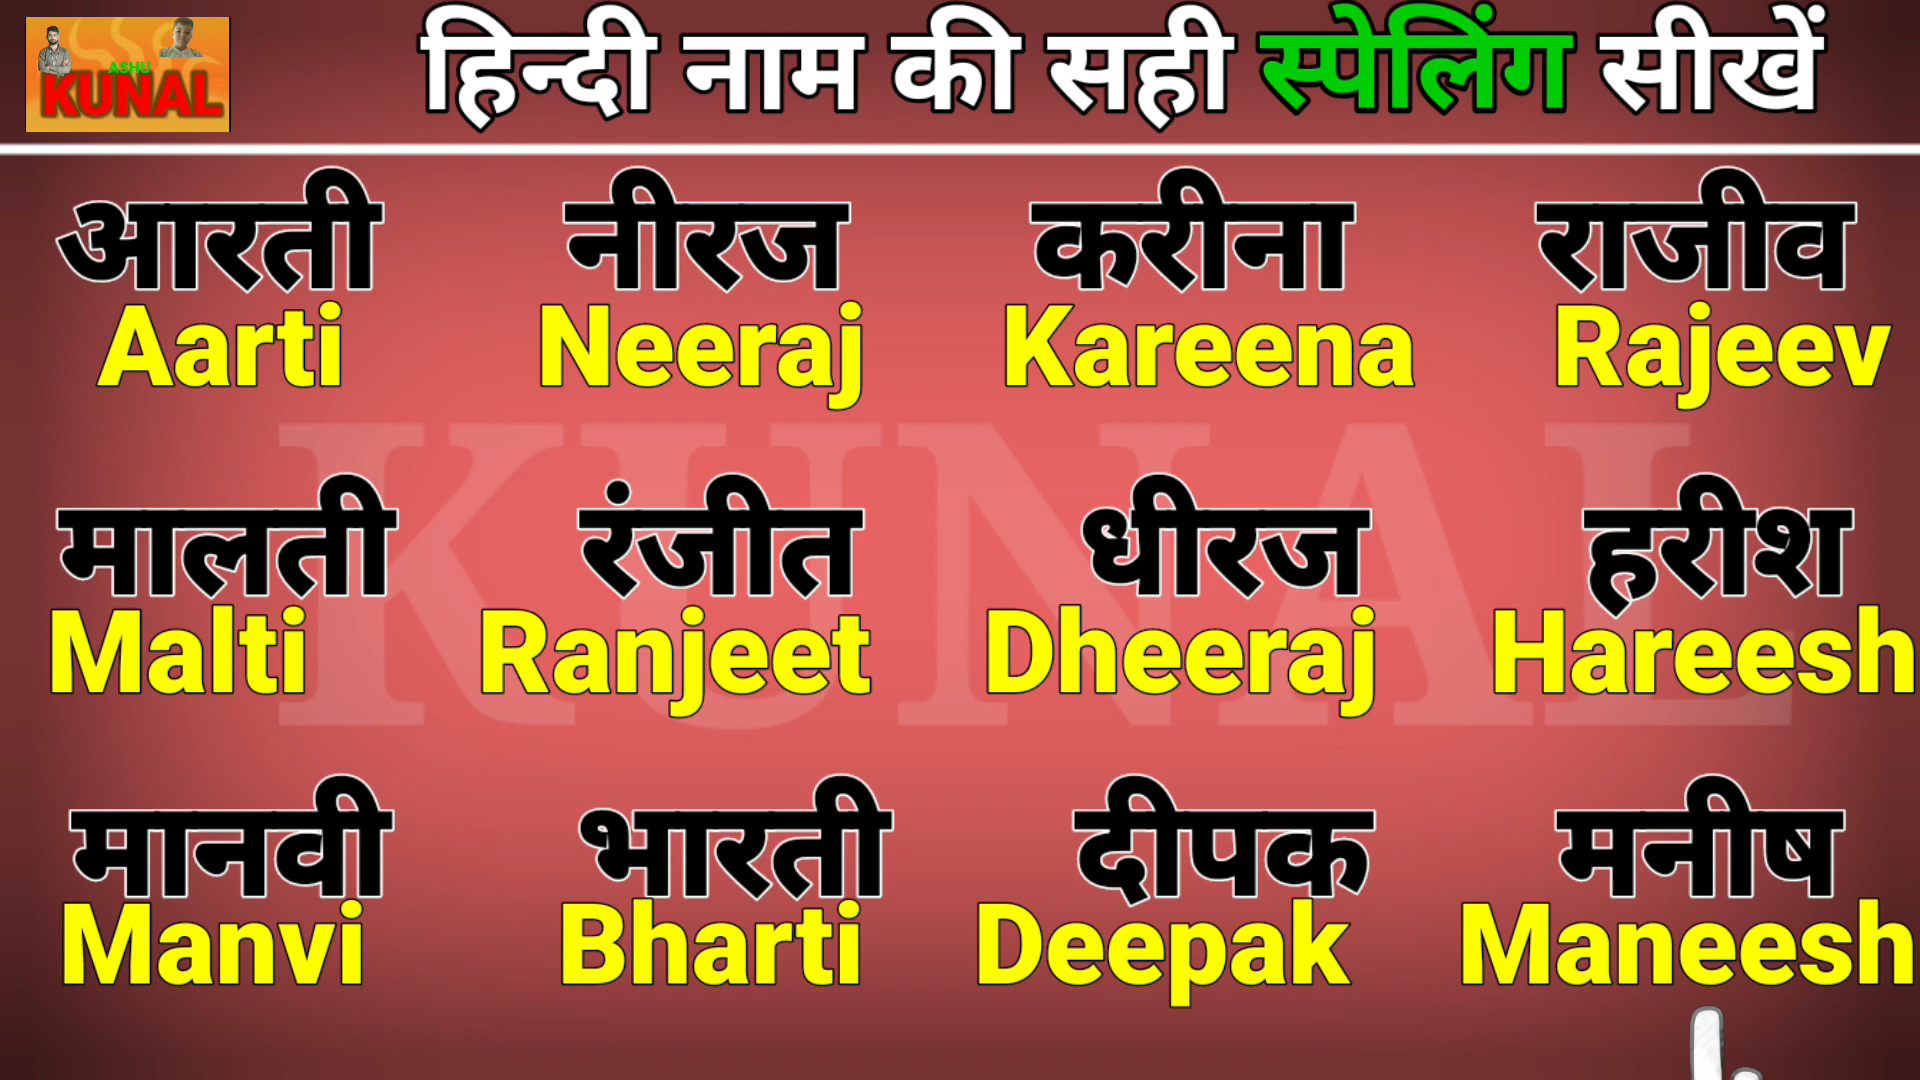 ASHU
KUNAL
हिन्दी नाम की सही स्पेलिंग सीखें
आरती नीरज करीना राजीव
Aarti Neeraj Kareena Rajeev
KUNAL
मालती रंजीत धीरज हरीश
Malti Ranjeet Dheeraj Hareesh
मानवी भारती दीपक मनीष
Manvi Bharti Deepak Maneesh